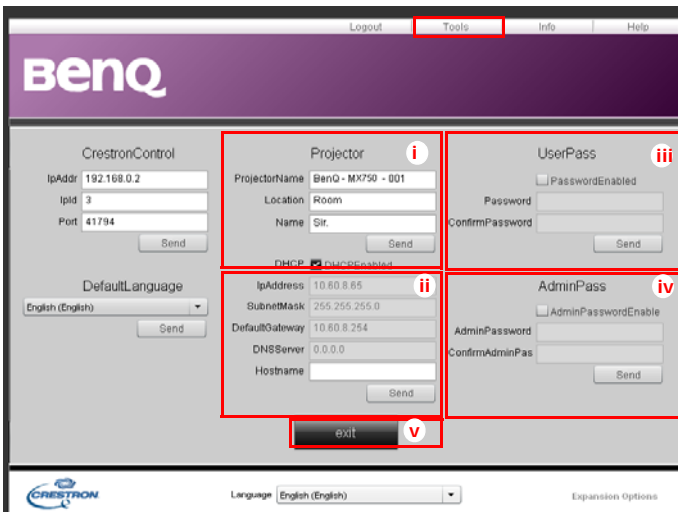 Logout Tools Info Help
BenQ
CrestronControl
IpAddr 192.168.0.2
IpId 3
Port 41794
Send
DefaultLanguage
English (English)
Send
Projector i
ProjectorName BenQ - MX750 - 001
Location Room
Name Sir.
Send
DHCP DHCPEnabled
ii
IpAddress 10.60.8.65
SubnetMask 255.255.255.0
DefaultGateway 10.60.8.254
DNSServer 0.0.0.0
Hostname
Send
UserPass iii
PasswordEnabled
Password
ConfirmPassword
Send
AdminPass iv
AdminPasswordEnable
AdminPassword
ConfirmAdminPas
Send
exit v
CRESTRON Language English (English) Expansion Options